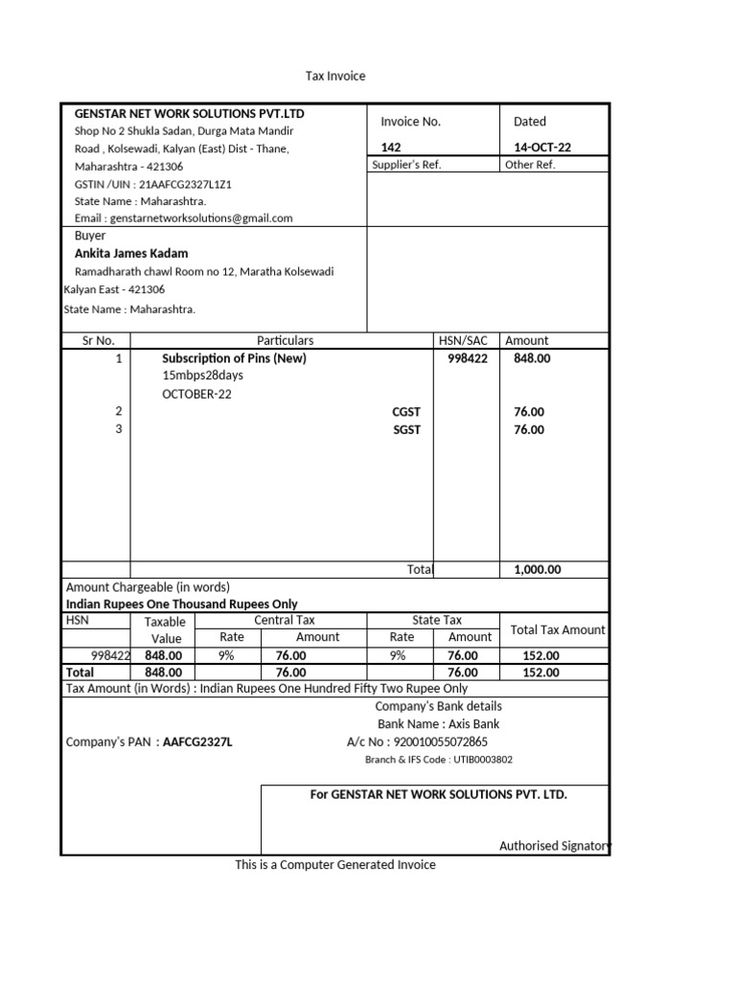 Tax Invoice
GENSTAR NET WORK SOLUTIONS PVT.LTD
Shop No 2 Shukla Sadan, Durga Mata Mandir
Road , Kolsewadi, Kalyan (East) Dist - Thane,
Maharashtra - 421306
GSTIN /UIN : 21AAFCG2327L1Z1
State Name : Maharashtra.
Email : genstarnetworksolutions@gmail.com
Invoice No. Dated
142 14-OCT-22
Supplier's Ref. Other Ref.
Buyer
Ankita James Kadam
Ramadharath chawl Room no 12, Maratha Kolsewadi
Kalyan East - 421306
State Name : Maharashtra.
Sr No. Particulars HSN/SAC Amount
1 Subscription of Pins (New) 998422 848.00
15mbps28days
OCTOBER-22
2 CGST 76.00
3 SGST 76.00
Total 1,000.00
Amount Chargeable (in words)
Indian Rupees One Thousand Rupees Only
HSN Taxable Value Central Tax State Tax Total Tax Amount
Rate Amount Rate Amount
998422 848.00 9% 76.00 9% 76.00 152.00
Total 848.00 76.00 76.00 152.00
Tax Amount (in Words) : Indian Rupees One Hundred Fifty Two Rupee Only
Company's Bank details
Bank Name : Axis Bank
Company's PAN : AAFCG2327L A/c No : 920010055072865
Branch & IFS Code : UTIB0003802
For GENSTAR NET WORK SOLUTIONS PVT. LTD.
Authorised Signatory
This is a Computer Generated Invoice